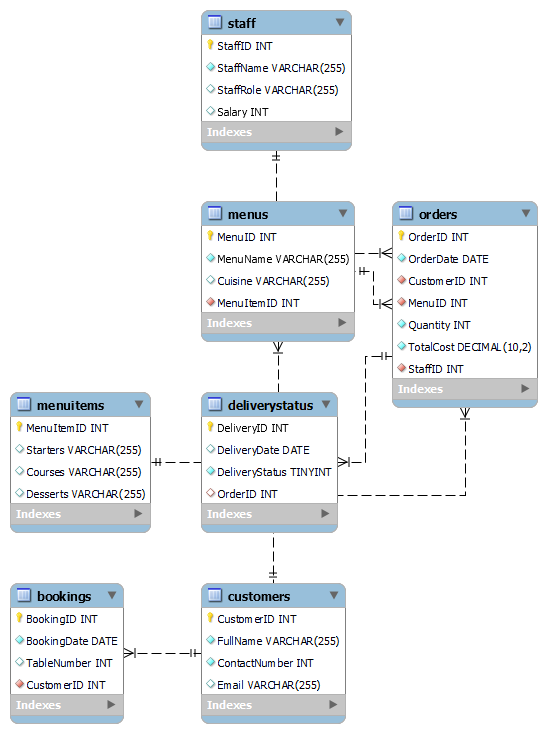 staff
StaffID INT
StaffName VARCHAR(255)
StaffRole VARCHAR(255)
Salary INT
Indexes
menus
MenuID INT
MenuName VARCHAR(255)
Cuisine VARCHAR(255)
MenuItemID INT
Indexes
orders
OrderID INT
OrderDate DATE
CustomerID INT
MenuID INT
Quantity INT
TotalCost DECIMAL(10,2)
StaffID INT
Indexes
menuitems
MenuItemID INT
Starters VARCHAR(255)
Courses VARCHAR(255)
Desserts VARCHAR(255)
Indexes
deliverystatus
DeliveryID INT
DeliveryDate DATE
DeliveryStatus TINYINT
OrderID INT
Indexes
bookings
BookingID INT
BookingDate DATE
TableNumber INT
CustomerID INT
Indexes
customers
CustomerID INT
FullName VARCHAR(255)
ContactNumber INT
Email VARCHAR(255)
Indexes